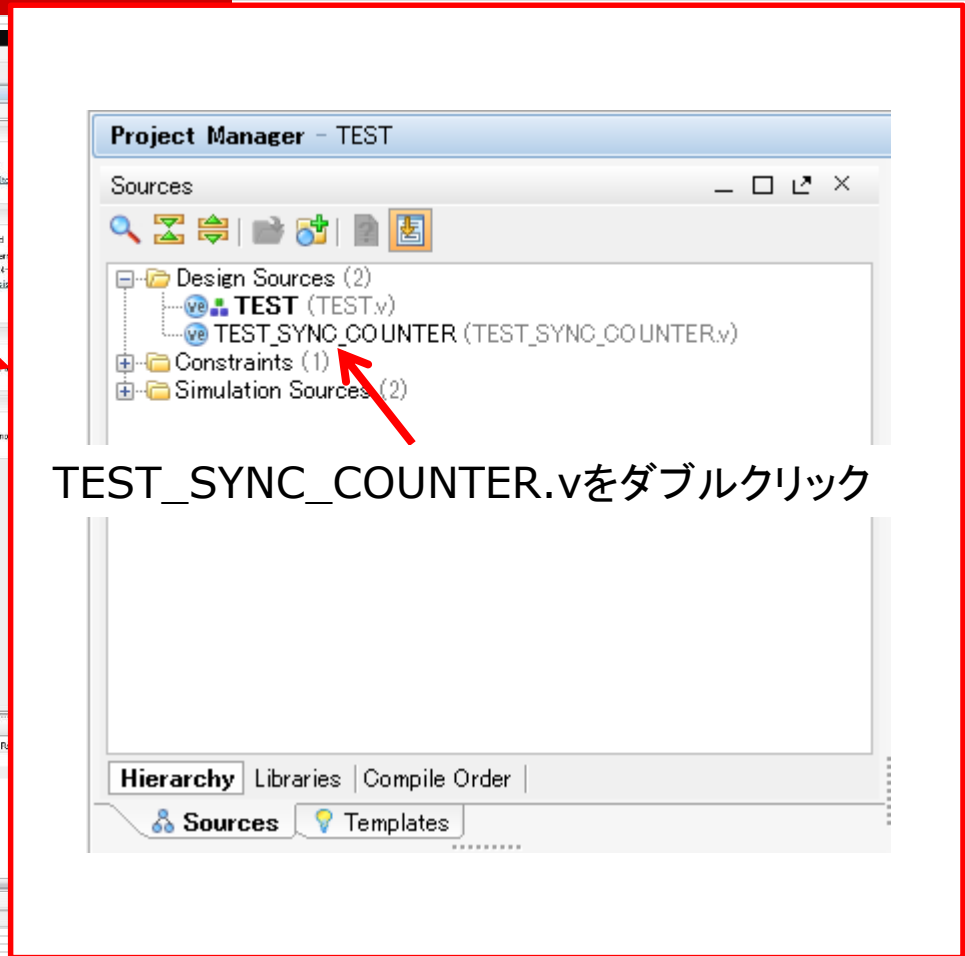 Project Manager - TEST
Sources
Design Sources (2)
TEST (TEST.v)
TEST_SYNC_COUNTER (TEST_SYNC_COUNTER.v)
Constraints (1)
Simulation Sources (2)
TEST_SYNC_COUNTER.vをダブルクリック
Hierarchy Libraries Compile Order
Sources Templates